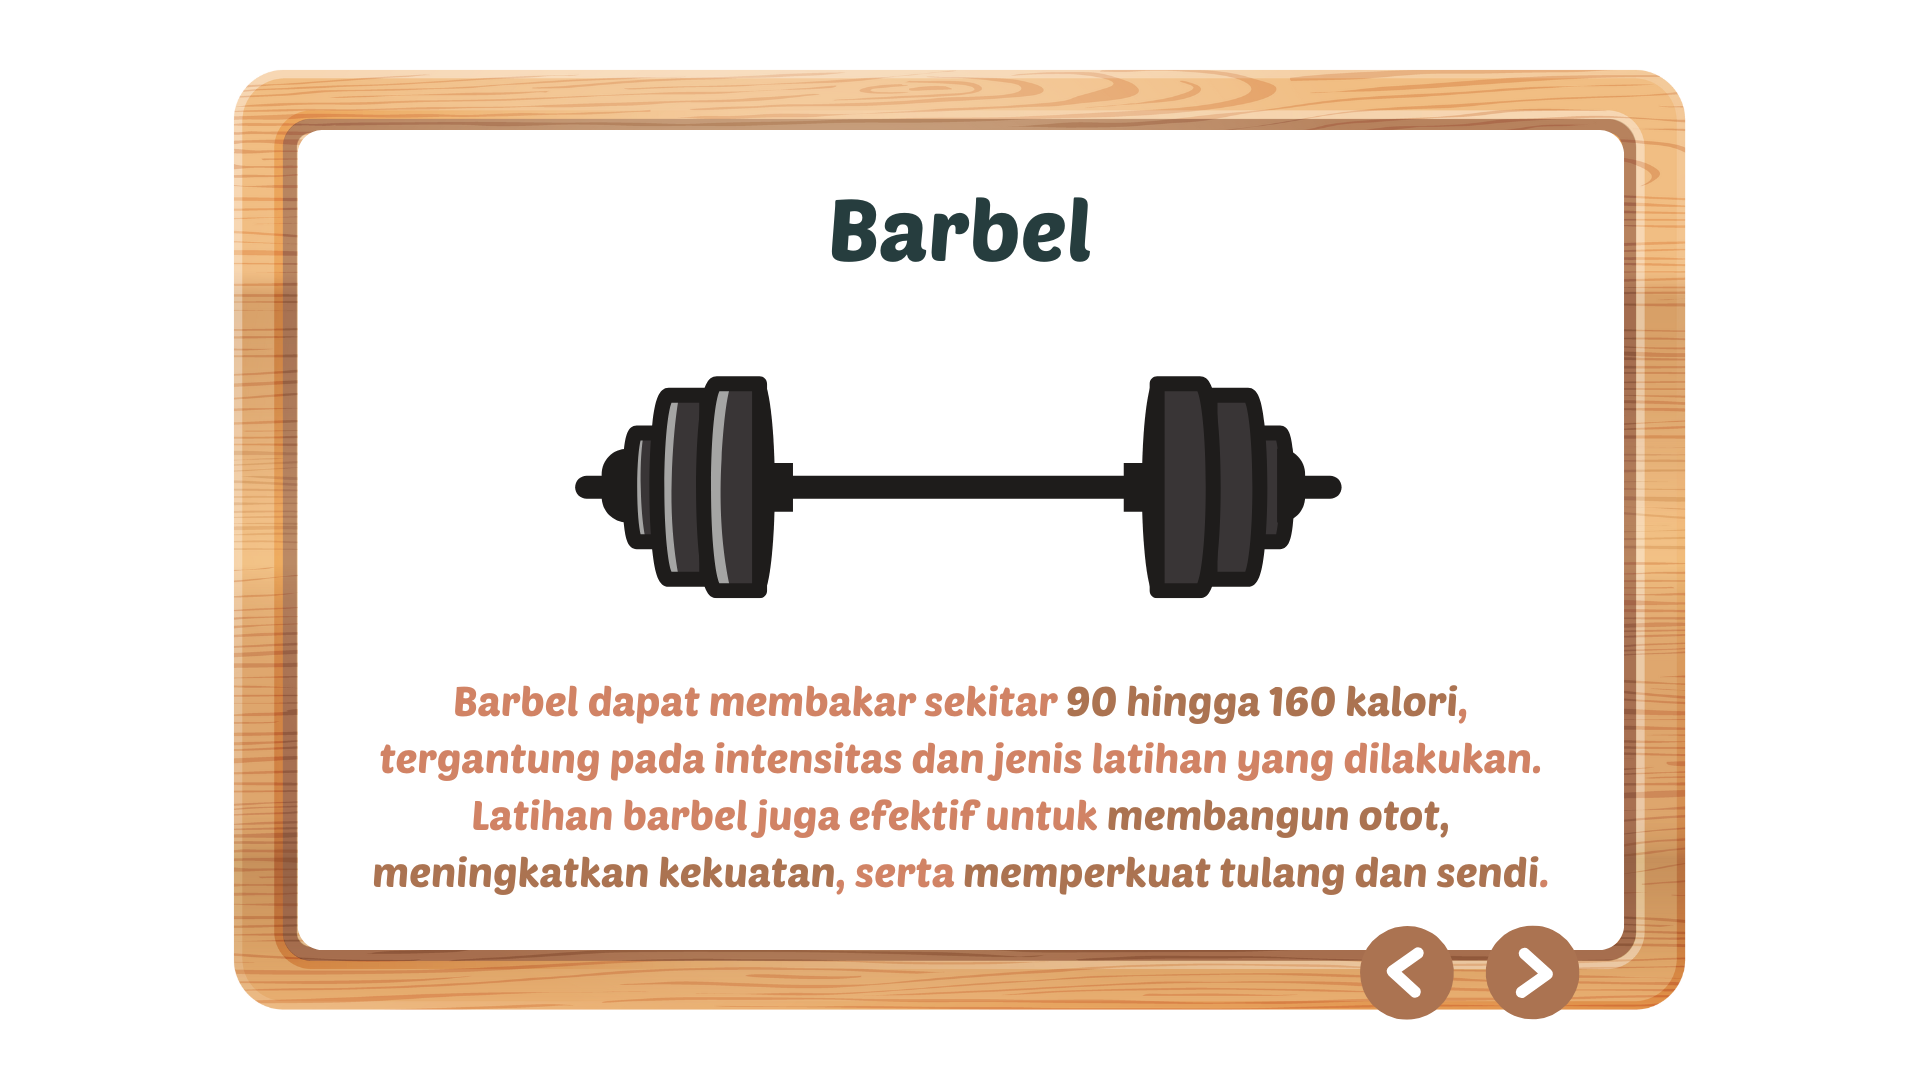 Barbel
Barbel dapat membakar sekitar 90 hingga 160 kalori,
tergantung pada intensitas dan jenis latihan yang dilakukan.
Latihan barbel juga efektif untuk membangun otot,
meningkatkan kekuatan, serta memperkuat tulang dan sendi.